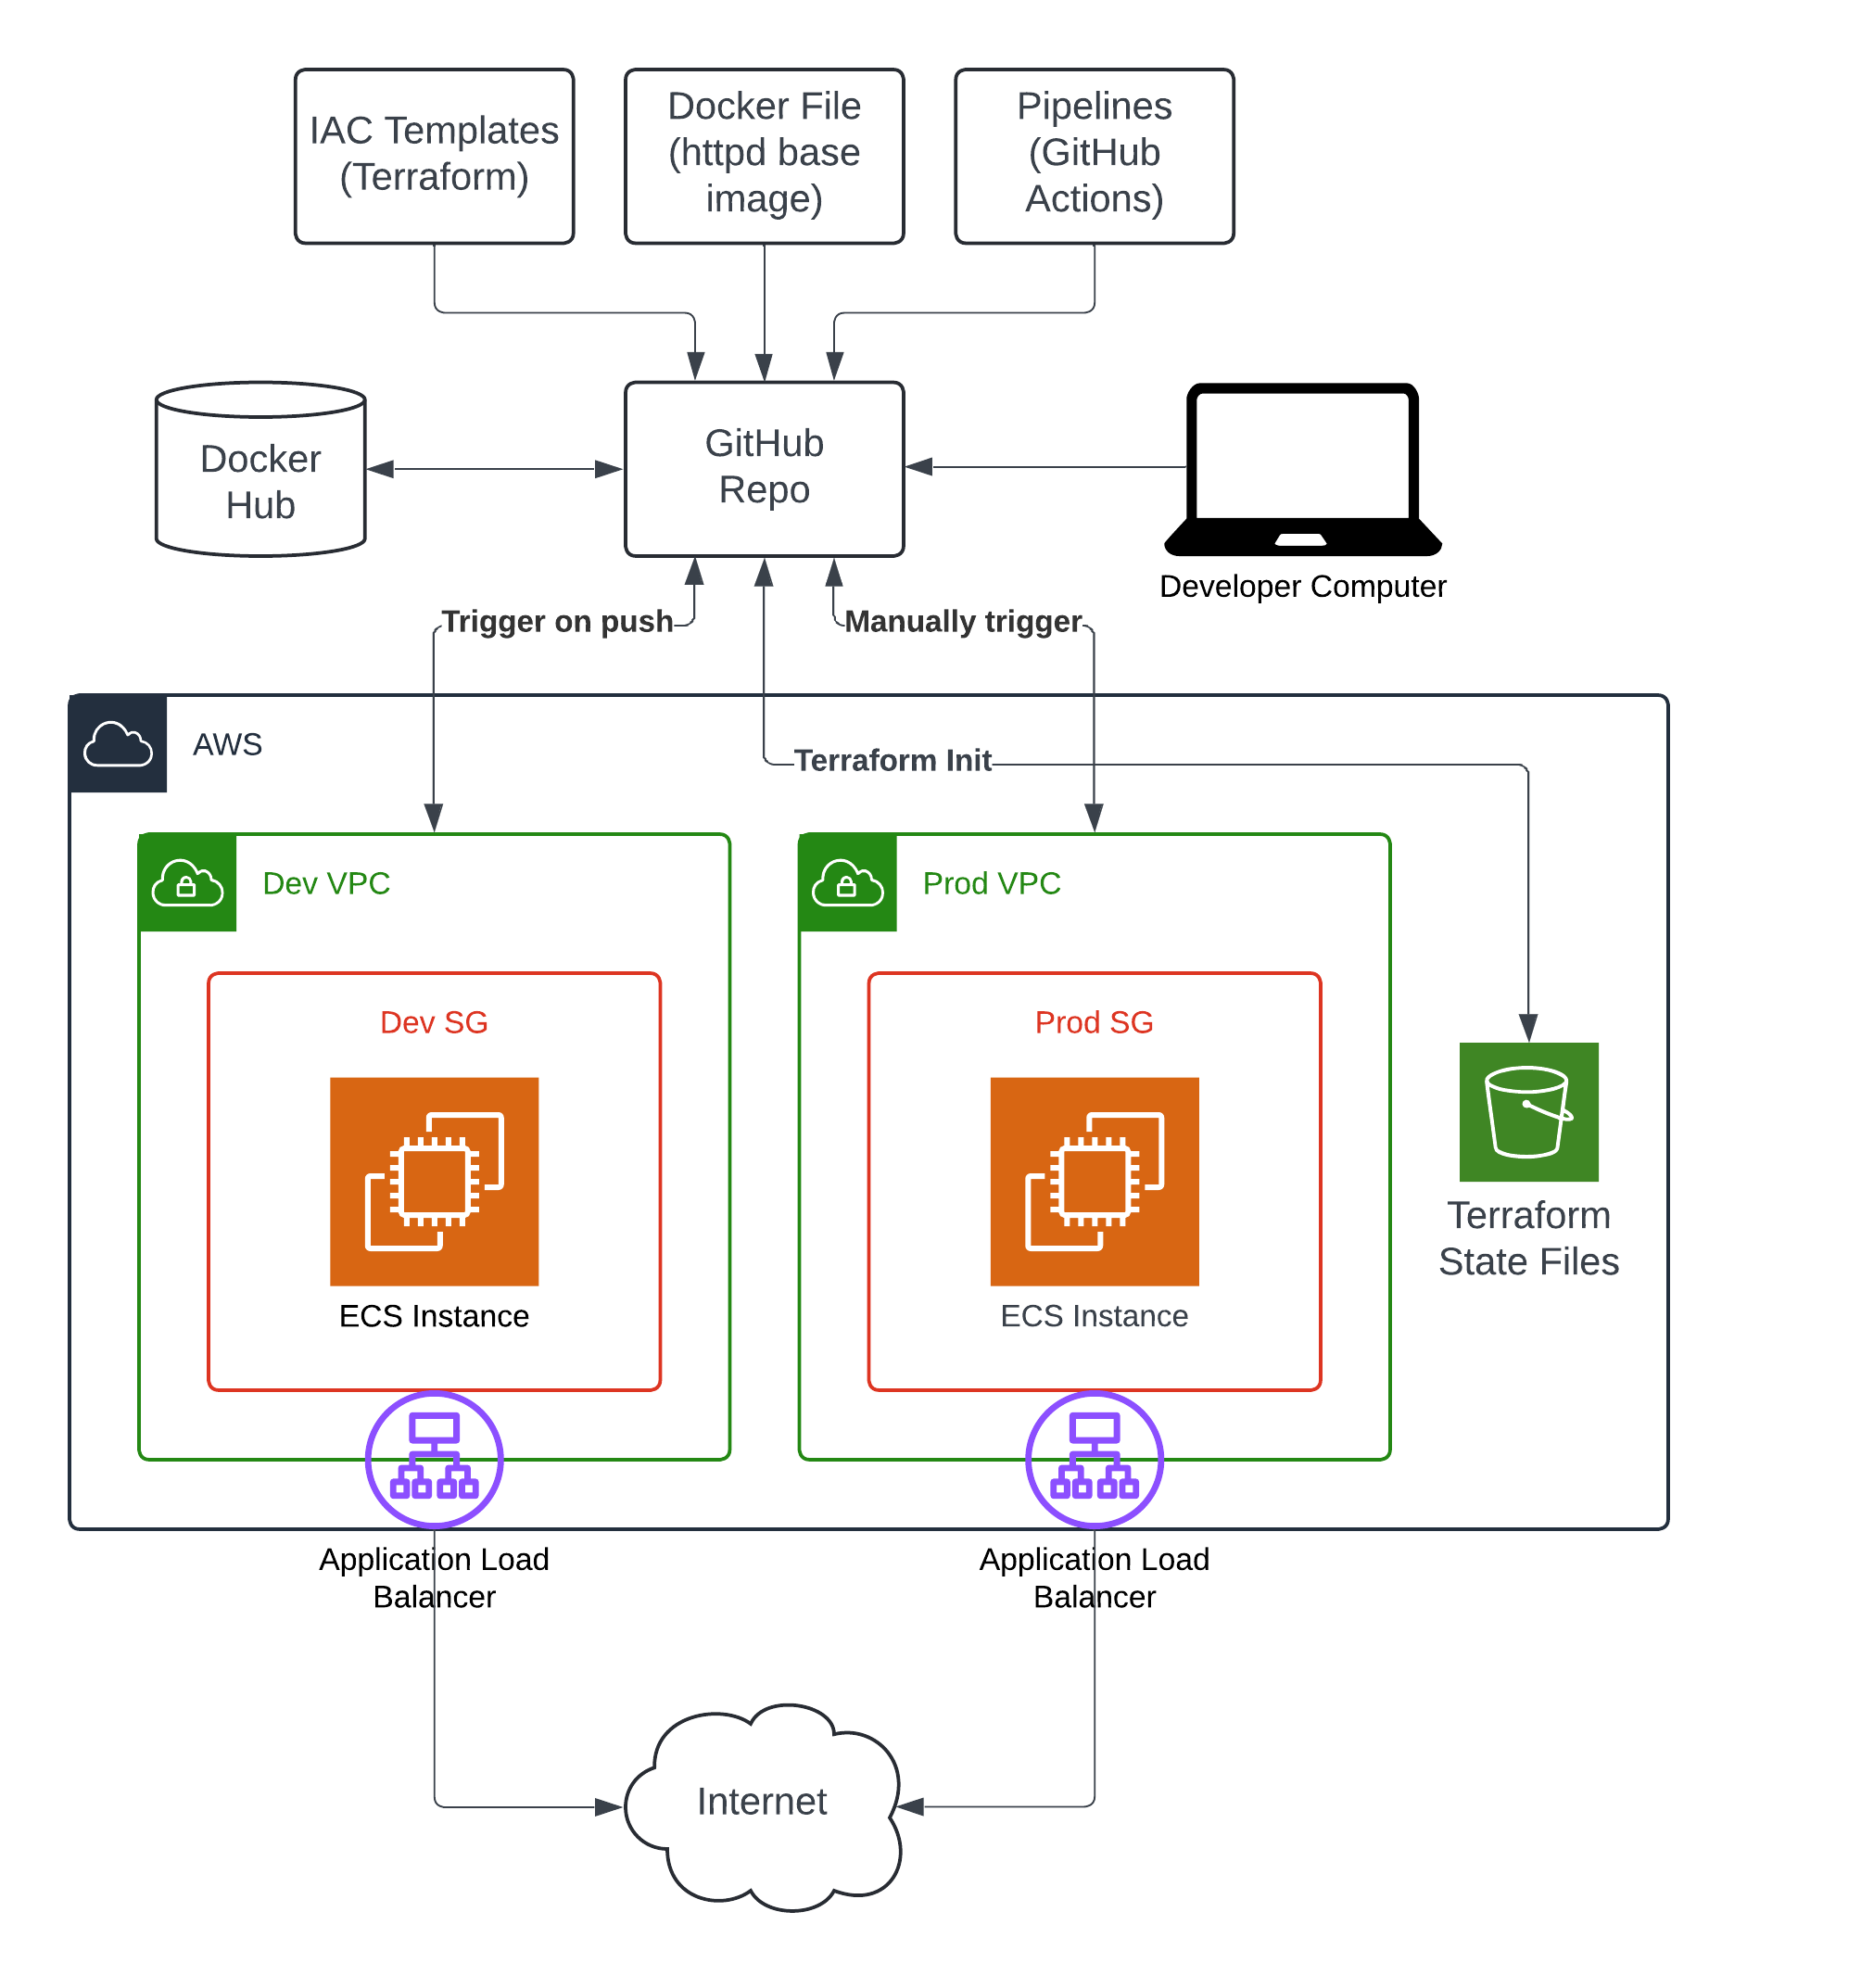 IAC Templates
(Terraform)
Docker File
(httpd base
image)
Pipelines
(GitHub
Actions)
Docker
Hub
GitHub
Repo
Developer Computer
Trigger on push
Manually trigger
AWS
Terraform Init
Dev VPC
Prod VPC
Dev SG
Prod SG
ECS Instance
ECS Instance
Terraform
State Files
Application Load
Balancer
Application Load
Balancer
Internet